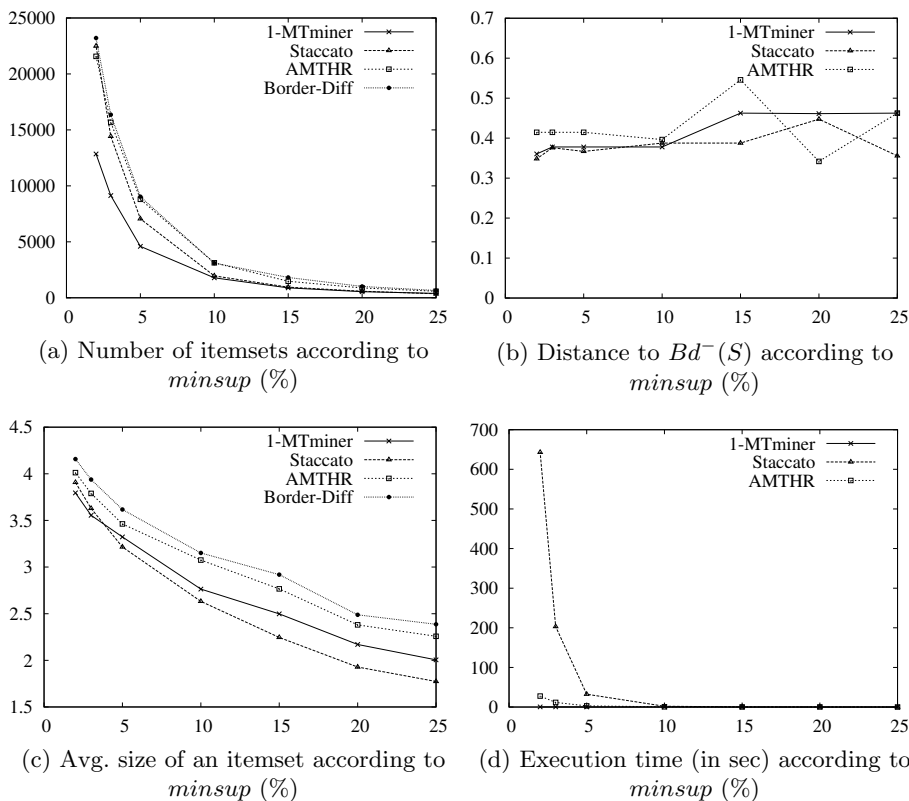 25000
20000
15000
10000
5000
0
0 5 10 15 20 25
1-MTminer
Staccato
AMTHR
Border-Diff
(a) Number of itemsets according to
minsup (%)
0.7
0.6
0.5
0.4
0.3
0.2
0.1
0
0 5 10 15 20 25
1-MTminer
Staccato
AMTHR
(b) Distance to Bd⁻(S) according to
minsup (%)
4.5
4
3.5
3
2.5
2
1.5
0 5 10 15 20 25
1-MTminer
Staccato
AMTHR
Border-Diff
(c) Avg. size of an itemset according to
minsup (%)
700
600
500
400
300
200
100
0
0 5 10 15 20 25
1-MTminer
Staccato
AMTHR
(d) Execution time (in sec) according to
minsup (%)